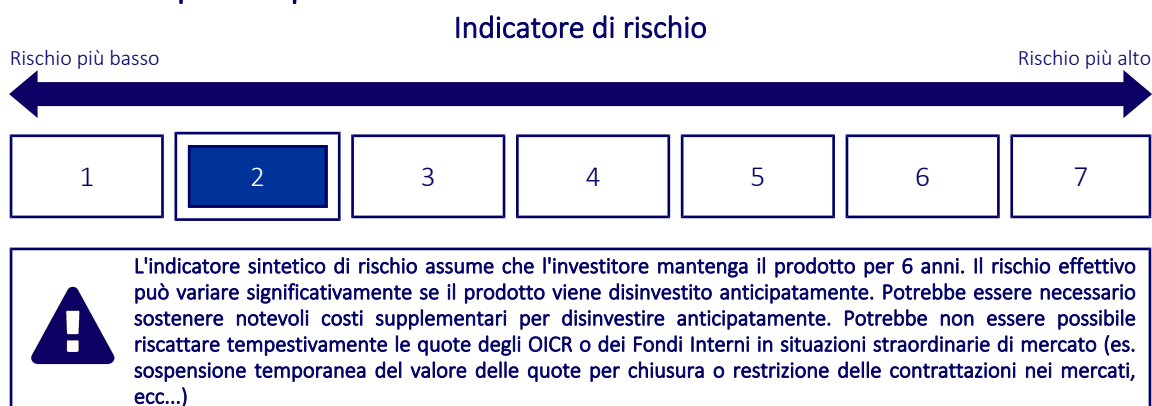 Indicatore di rischio
Rischio più basso
Rischio più alto
1
2
3
4
5
6
7
L'indicatore sintetico di rischio assume che l'investitore mantenga il prodotto per 6 anni. Il rischio effettivo
può variare significativamente se il prodotto viene disinvestito anticipatamente. Potrebbe essere necessario
sostenere notevoli costi supplementari per disinvestire anticipatamente. Potrebbe non essere possibile
riscattare tempestivamente le quote degli OICR o dei Fondi Interni in situazioni straordinarie di mercato (es.
sospensione temporanea del valore delle quote per chiusura o restrizione delle contrattazioni nei mercati,
ecc...)